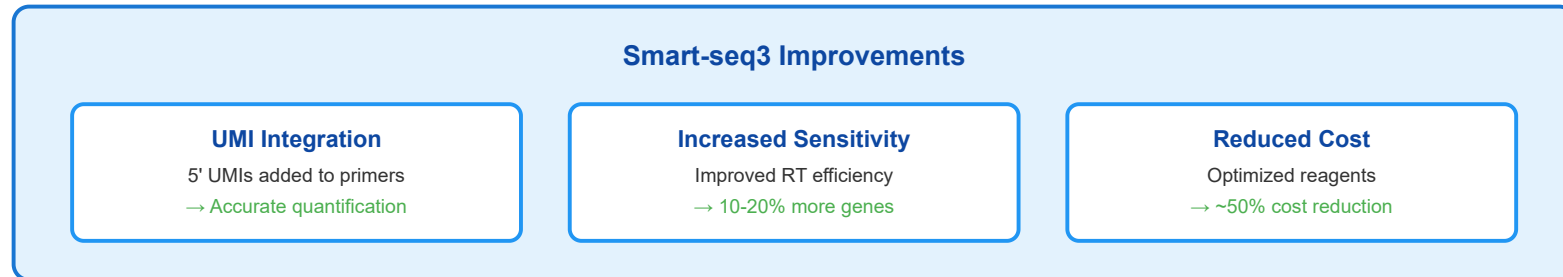 Smart-seq3 Improvements
UMI Integration
5' UMIs added to primers
→ Accurate quantification
Increased Sensitivity
Improved RT efficiency
→ 10-20% more genes
Reduced Cost
Optimized reagents
→ ~50% cost reduction